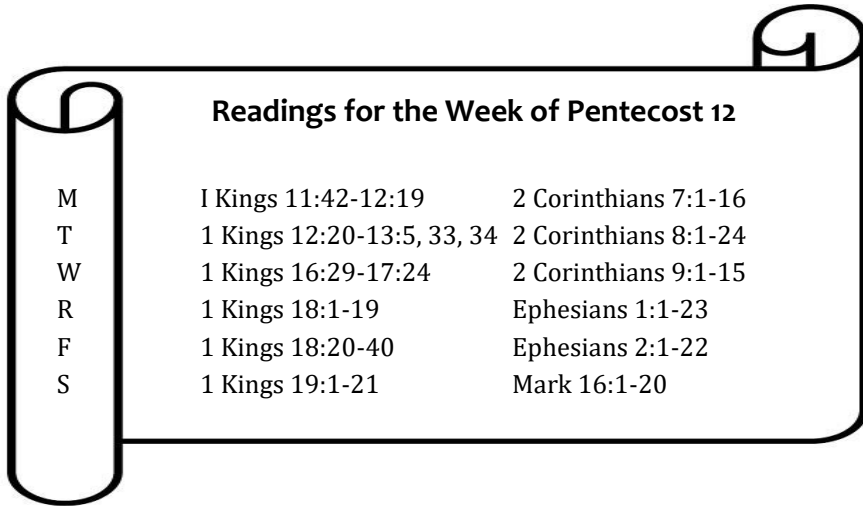 Readings for the Week of Pentecost 12
M I Kings 11:42-12:19 2 Corinthians 7:1-16
T 1 Kings 12:20-13:5, 33, 34 2 Corinthians 8:1-24
W 1 Kings 16:29-17:24 2 Corinthians 9:1-15
R 1 Kings 18:1-19 Ephesians 1:1-23
F 1 Kings 18:20-40 Ephesians 2:1-22
S 1 Kings 19:1-21 Mark 16:1-20